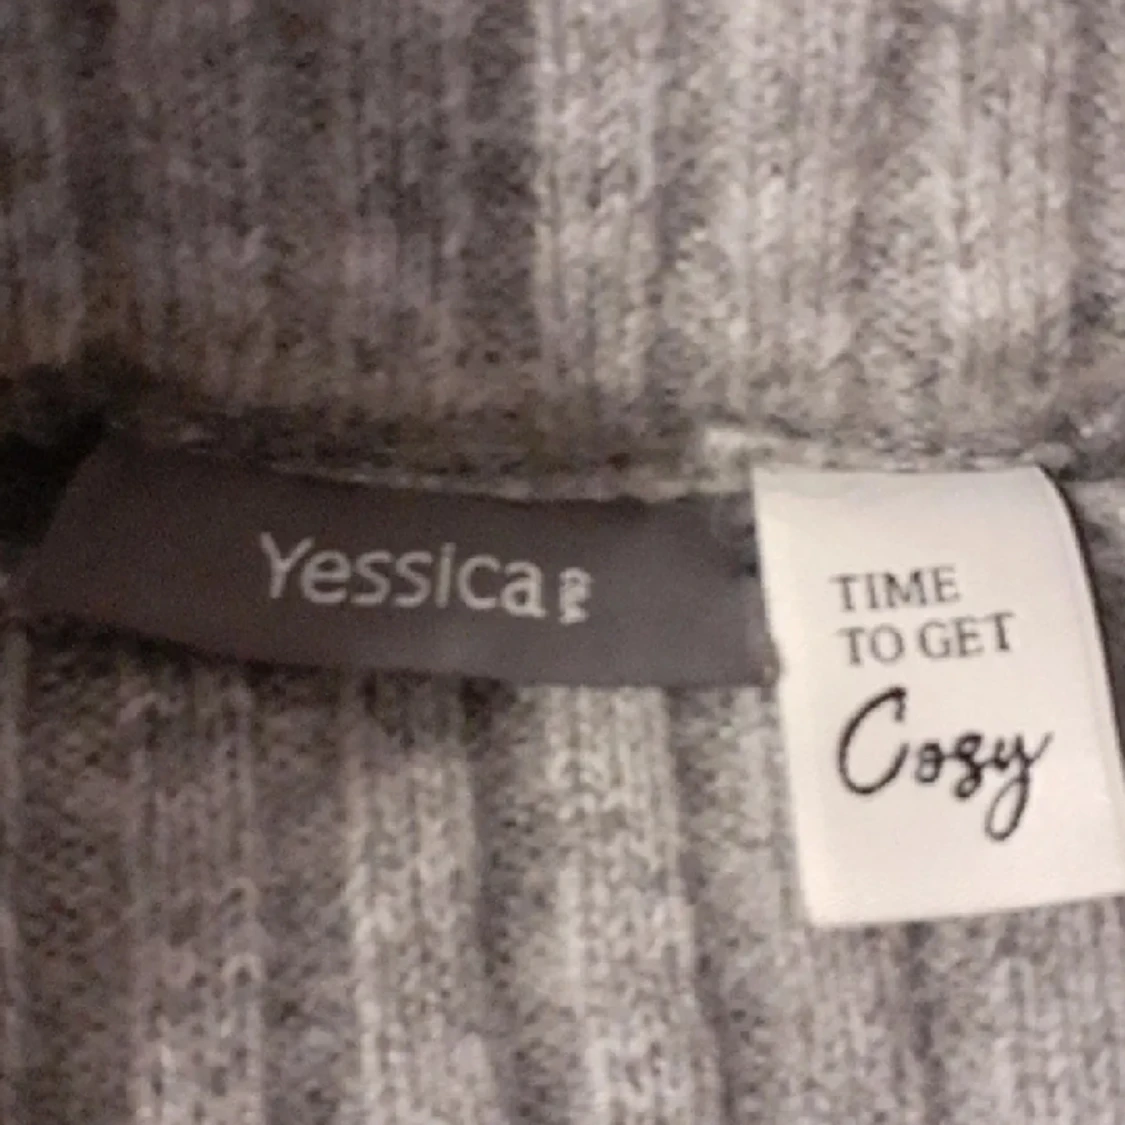 Yessica
TIME
TO GET
Cosy